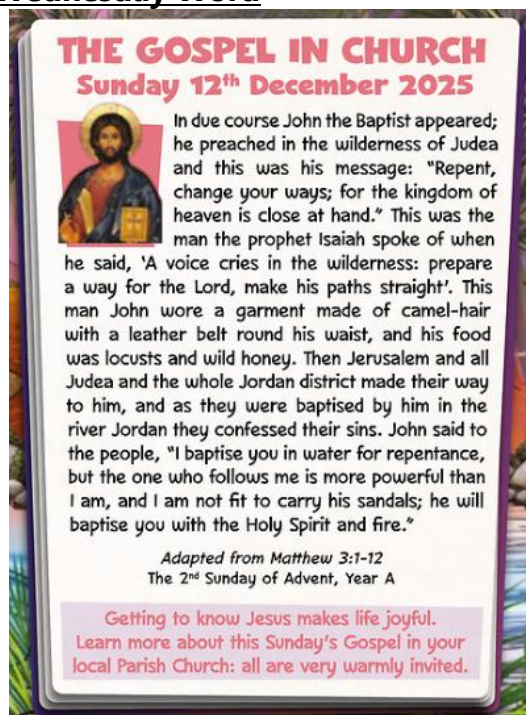 Wednesday Word
THE GOSPEL IN CHURCH
Sunday 12th December 2025
In due course John the Baptist appeared;
he preached in the wilderness of Judea
and this was his message: "Repent,
change your ways; for the kingdom of
heaven is close at hand." This was the
man the prophet Isaiah spoke of when
he said, 'A voice cries in the wilderness: prepare
a way for the Lord, make his paths straight'. This
man John wore a garment made of camel-hair
with a leather belt round his waist, and his food
was locusts and wild honey. Then Jerusalem and all
Judea and the whole Jordan district made their way
to him, and as they were baptised by him in the
river Jordan they confessed their sins. John said to
the people, "I baptise you in water for repentance,
but the one who follows me is more powerful than
I am, and I am not fit to carry his sandals; he will
baptise you with the Holy Spirit and fire."
Adapted from Matthew 3:1-12
The 2nd Sunday of Advent, Year A
Getting to know Jesus makes life joyful.
Learn more about this Sunday's Gospel in your
local Parish Church: all are very warmly invited.